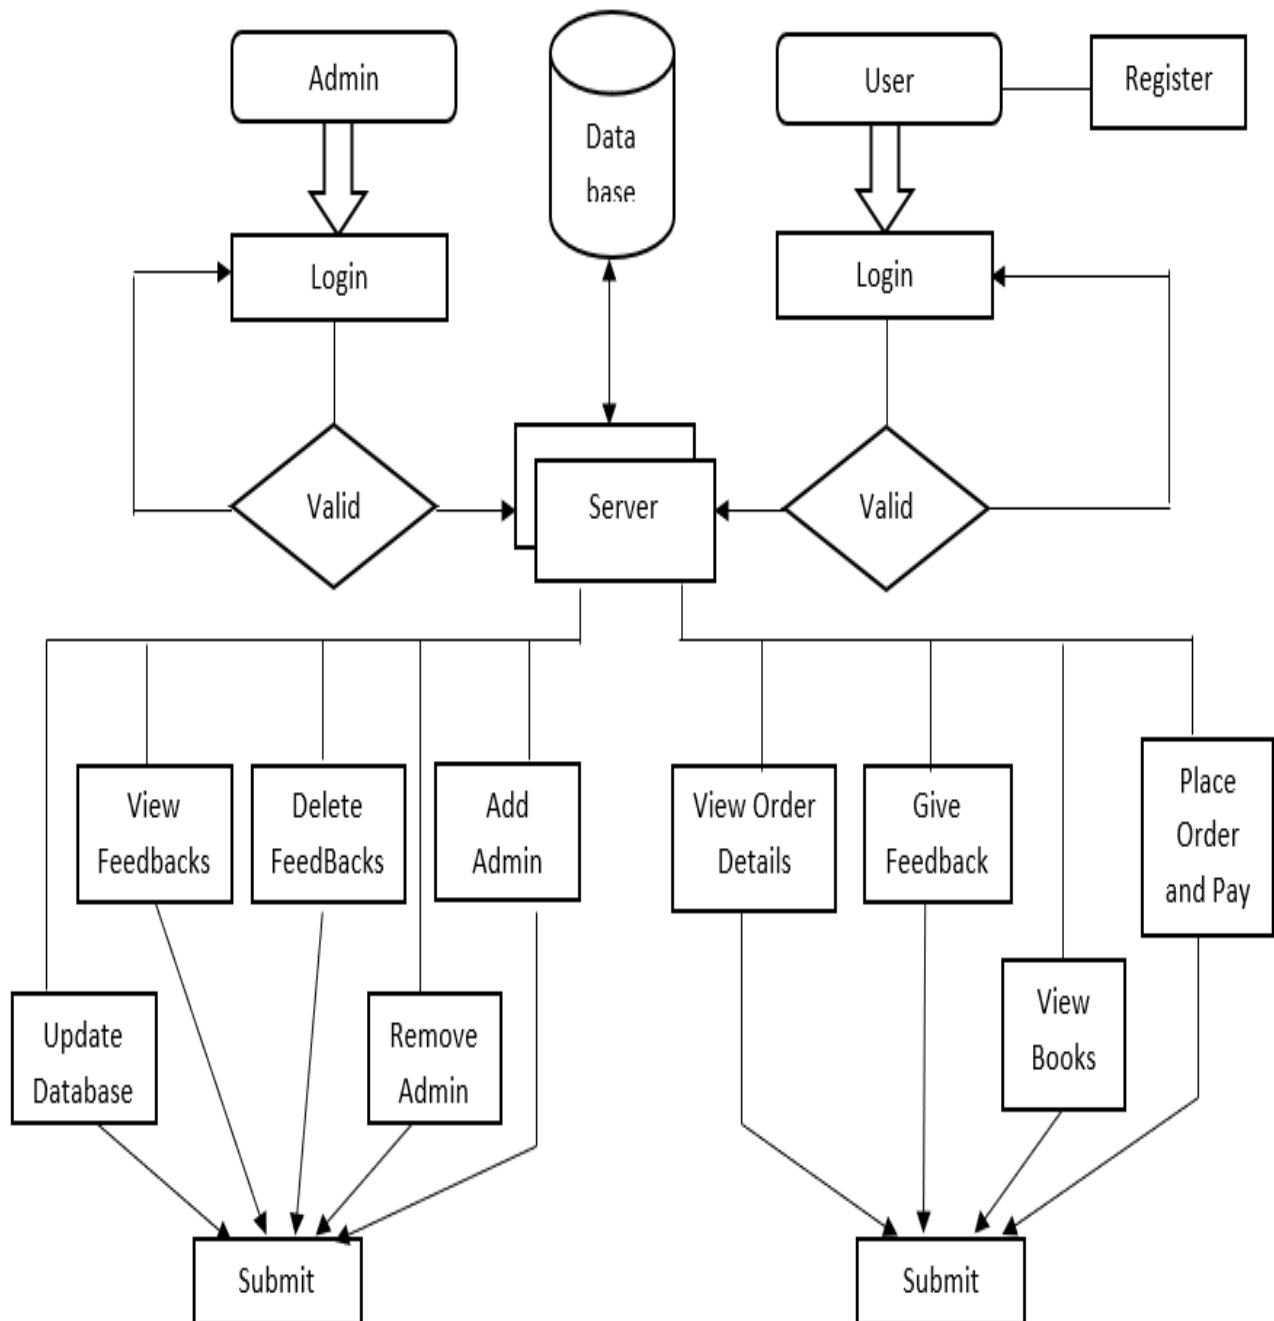 Admin
Data
base
User
Register
Login
Login
Valid
Server
Valid
View
Feedbacks
Delete
FeedBacks
Add
Admin
View Order
Details
Give
Feedback
Place
Order
and Pay
Update
Database
Remove
Admin
View
Books
Submit
Submit